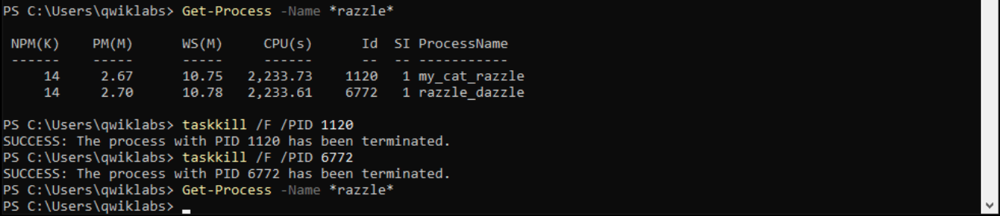 PS C:\Users\qwiklabs> Get-Process -Name *razzle*
NPM(K)    PM(M)      WS(M)     CPU(s)      Id  SI ProcessName
------    -----      -----     ------      --  -- -----------
    14     2.67      10.75   2,233.73    1120   1 my_cat_razzle
    14     2.70      10.78   2,233.61    6772   1 razzle_dazzle
PS C:\Users\qwiklabs> taskkill /F /PID 1120
SUCCESS: The process with PID 1120 has been terminated.
PS C:\Users\qwiklabs> taskkill /F /PID 6772
SUCCESS: The process with PID 6772 has been terminated.
PS C:\Users\qwiklabs> Get-Process -Name *razzle*
PS C:\Users\qwiklabs>